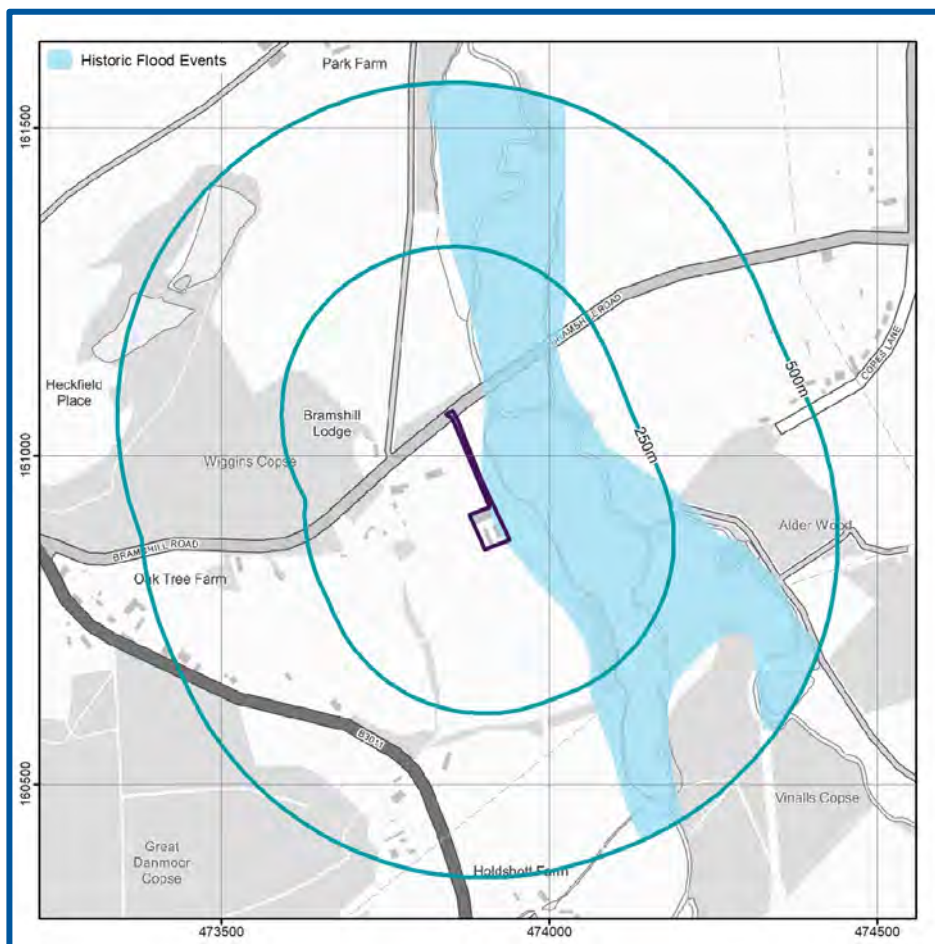 Historic Flood Events
Park Farm
161500
BRAMSHILL ROAD
COPES LANE
500m
Heckfield
Place
Bramshill
Lodge
250m
161000
Wiggins Copse
Alder Wood
BRAMSHILL ROAD
Oak Tree Farm
B3011
160500
Vinalls Copse
Great
Danmoor
Copse
Holdshott Farm
473500
474000
474500